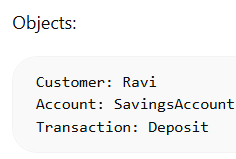 Objects:
Customer: Ravi
Account: SavingsAccount
Transaction: Deposit